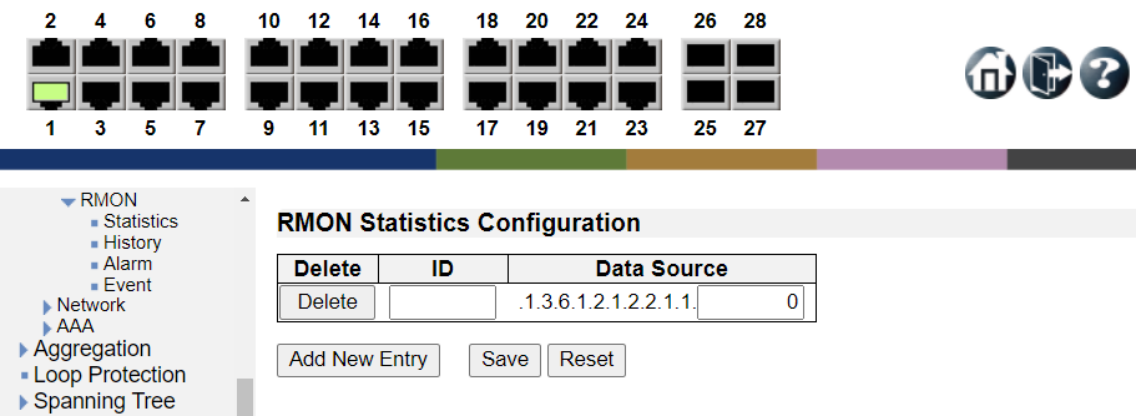 2 4 6 8 10 12 14 16 18 20 22 24 26 28
1 3 5 7 9 11 13 15 17 19 21 23 25 27
?
RMON
Statistics
History
Alarm
Event
Network
AAA
Aggregation
Loop Protection
Spanning Tree
RMON Statistics Configuration
Delete ID Data Source
Delete .1.3.6.1.2.1.2.2.1.1. 0
Add New Entry Save Reset